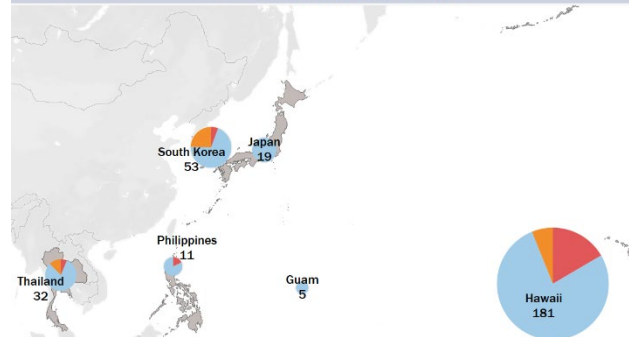 Japan
19
South Korea
53
Philippines
11
Thailand
32
Guam
5
Hawaii
181